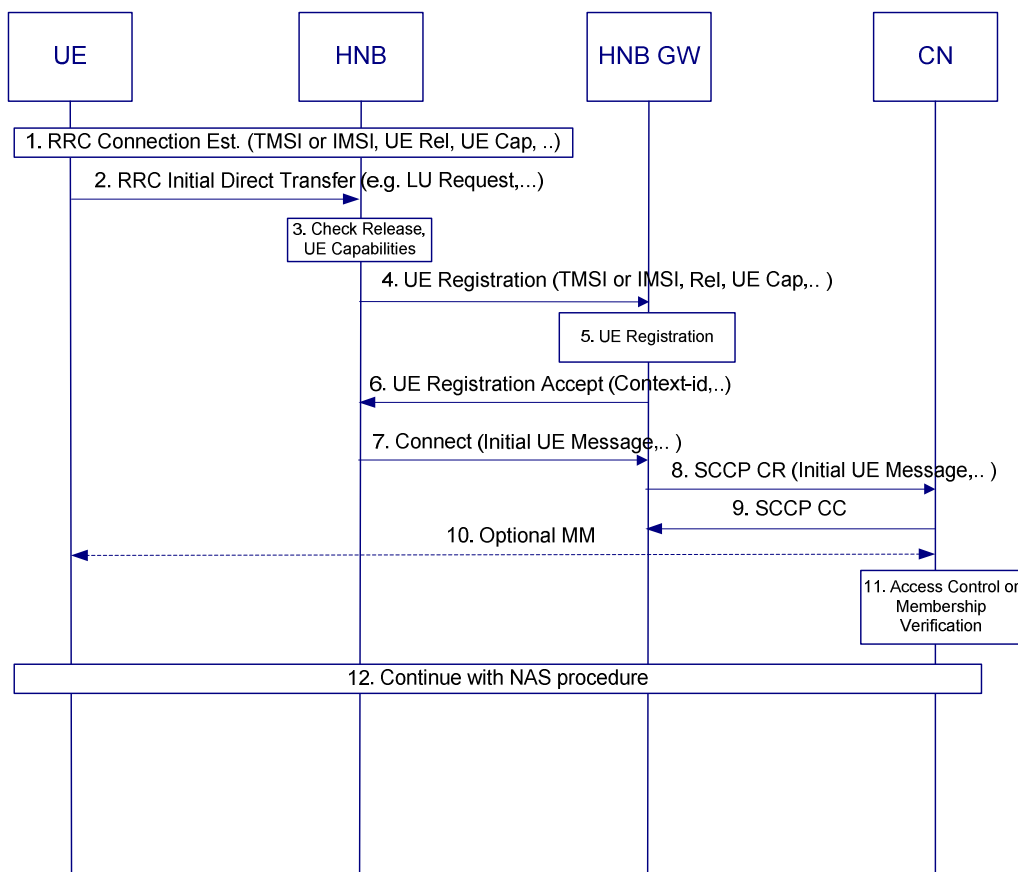 UE
HNB
HNB GW
CN
1. RRC Connection Est. (TMSI or IMSI, UE Rel, UE Cap, ..)
2. RRC Initial Direct Transfer (e.g. LU Request,...)
3. Check Release,
UE Capabilities
4. UE Registration (TMSI or IMSI, Rel, UE Cap,.. )
5. UE Registration
6. UE Registration Accept (Context-id,..)
7. Connect (Initial UE Message,.. )
8. SCCP CR (Initial UE Message,.. )
9. SCCP CC
10. Optional MM
11. Access Control or
Membership
Verification
12. Continue with NAS procedure